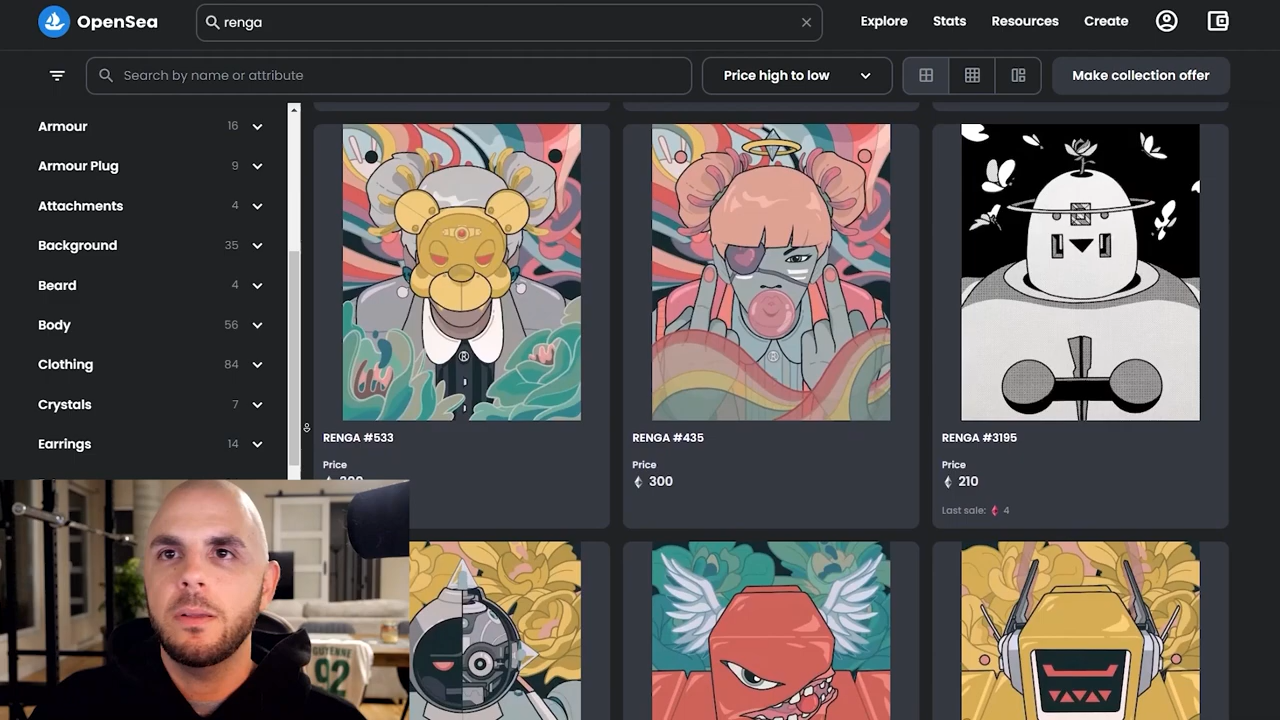 OpenSea
renga
Explore
Stats
Resources
Create
Search by name or attribute
Price high to low
Make collection offer
Armour 16
Armour Plug 9
Attachments 4
Background 35
Beard 4
Body 56
Clothing 84
Crystals 7
Earrings 14
RENGA #533
Price
RENGA #435
Price
300
RENGA #3195
Price
210
Last sale: 4
R
R
92